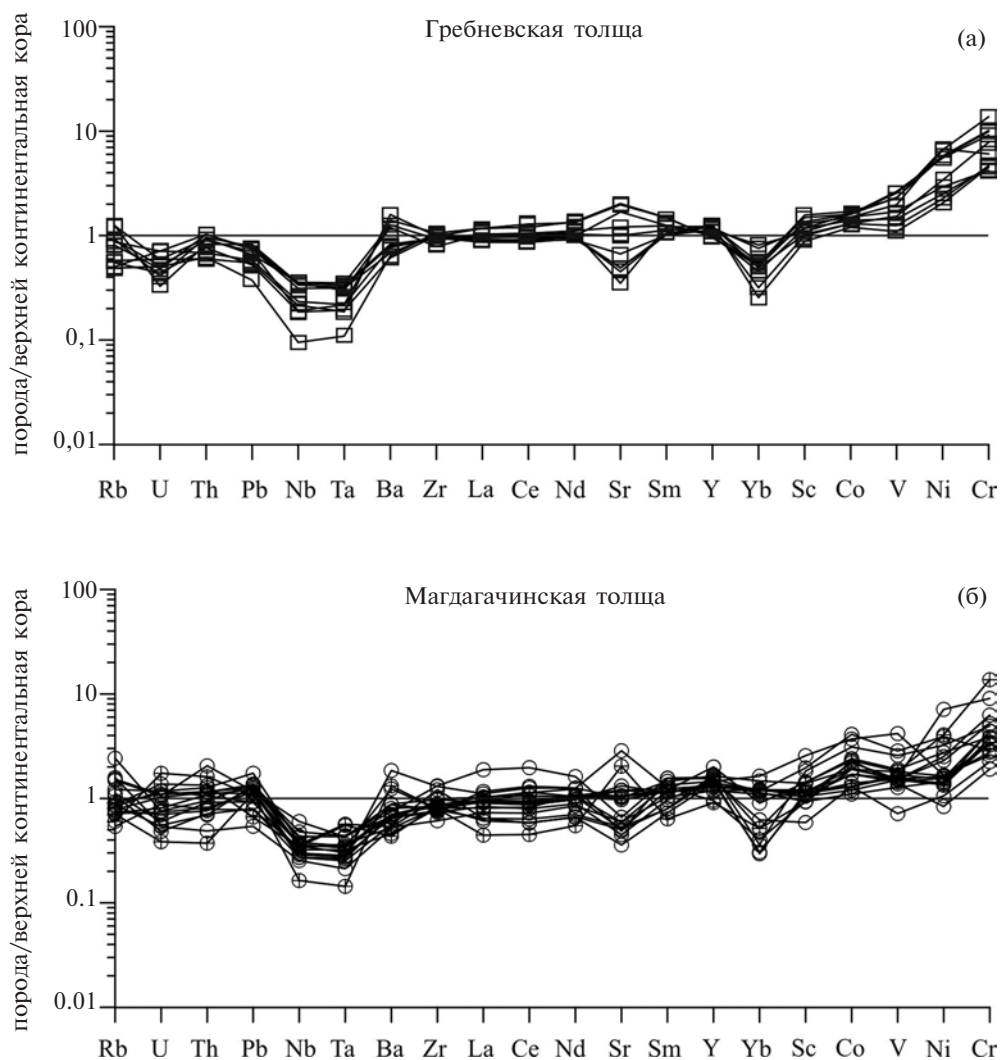 Гребневская толща
(а)
порода/верхней континентальная кора
100
10
1
0,1
0,01
Rb U Th Pb Nb Ta Ba Zr La Ce Nd Sr Sm Y Yb Sc Co V Ni Cr
Магдагачинская толща
(б)
порода/верхней континентальная кора
100
10
1
0.1
0.01
Rb U Th Pb Nb Ta Ba Zr La Ce Nd Sr Sm Y Yb Sc Co V Ni Cr